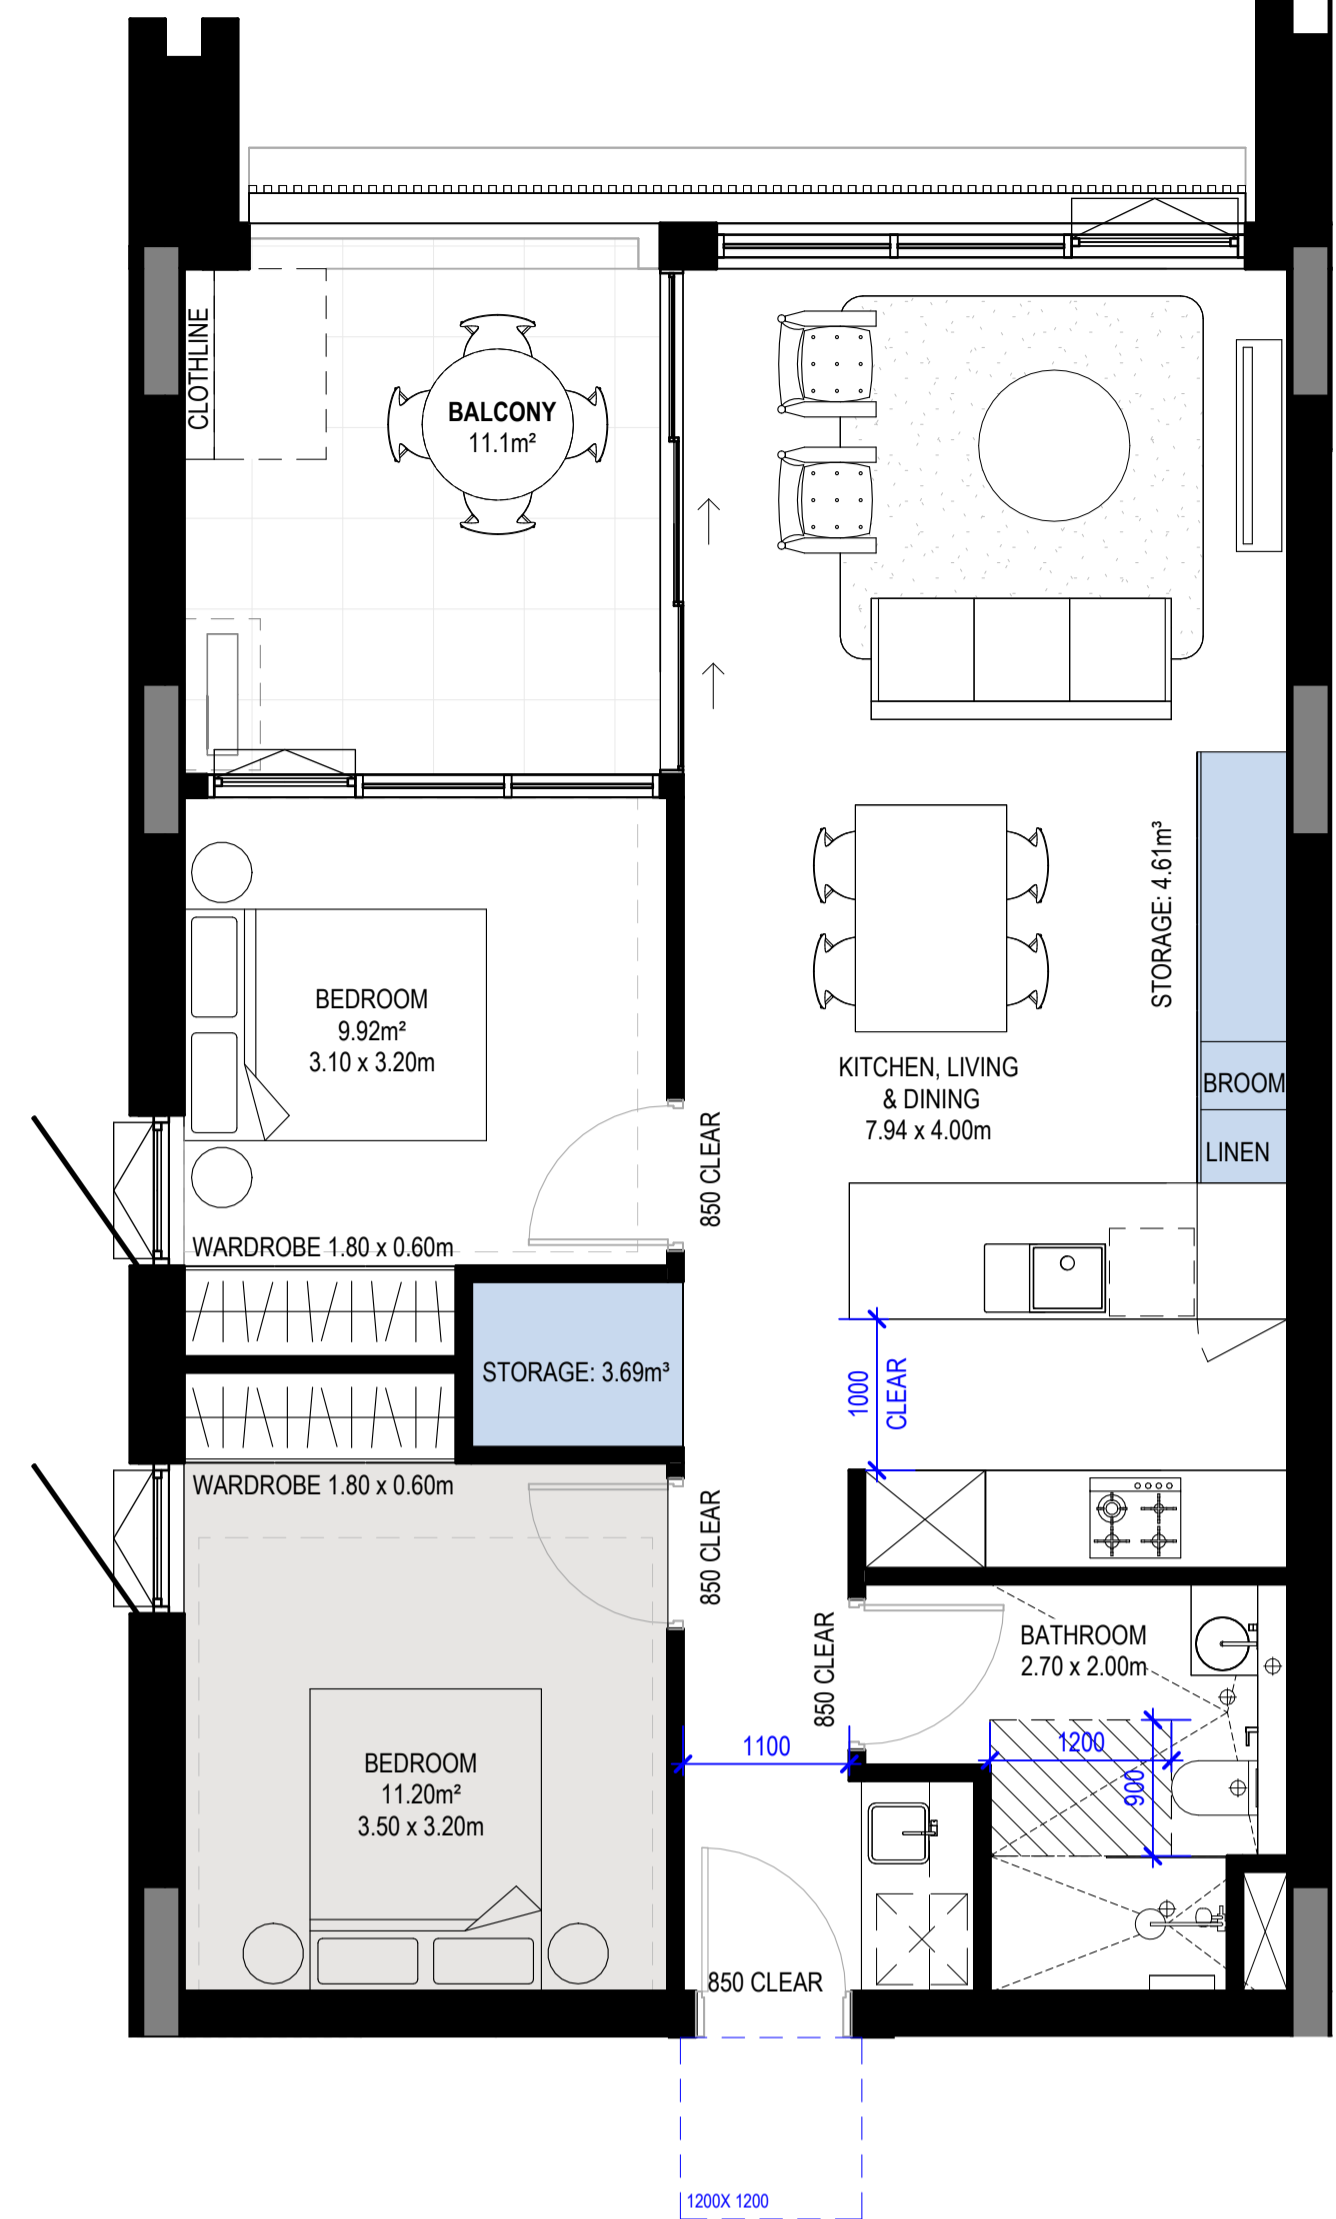 CLOTHLINE
BALCONY
11.1m²
STORAGE: 4.61m³
BEDROOM
9.92m²
3.10 x 3.20m
KITCHEN, LIVING
& DINING
7.94 x 4.00m
BROOM
LINEN
850 CLEAR
WARDROBE 1.80 x 0.60m
STORAGE: 3.69m³
1000
CLEAR
WARDROBE 1.80 x 0.60m
850 CLEAR
850 CLEAR
BATHROOM
2.70 x 2.00m
1100
1200
900
BEDROOM
11.20m²
3.50 x 3.20m
850 CLEAR
1200X 1200